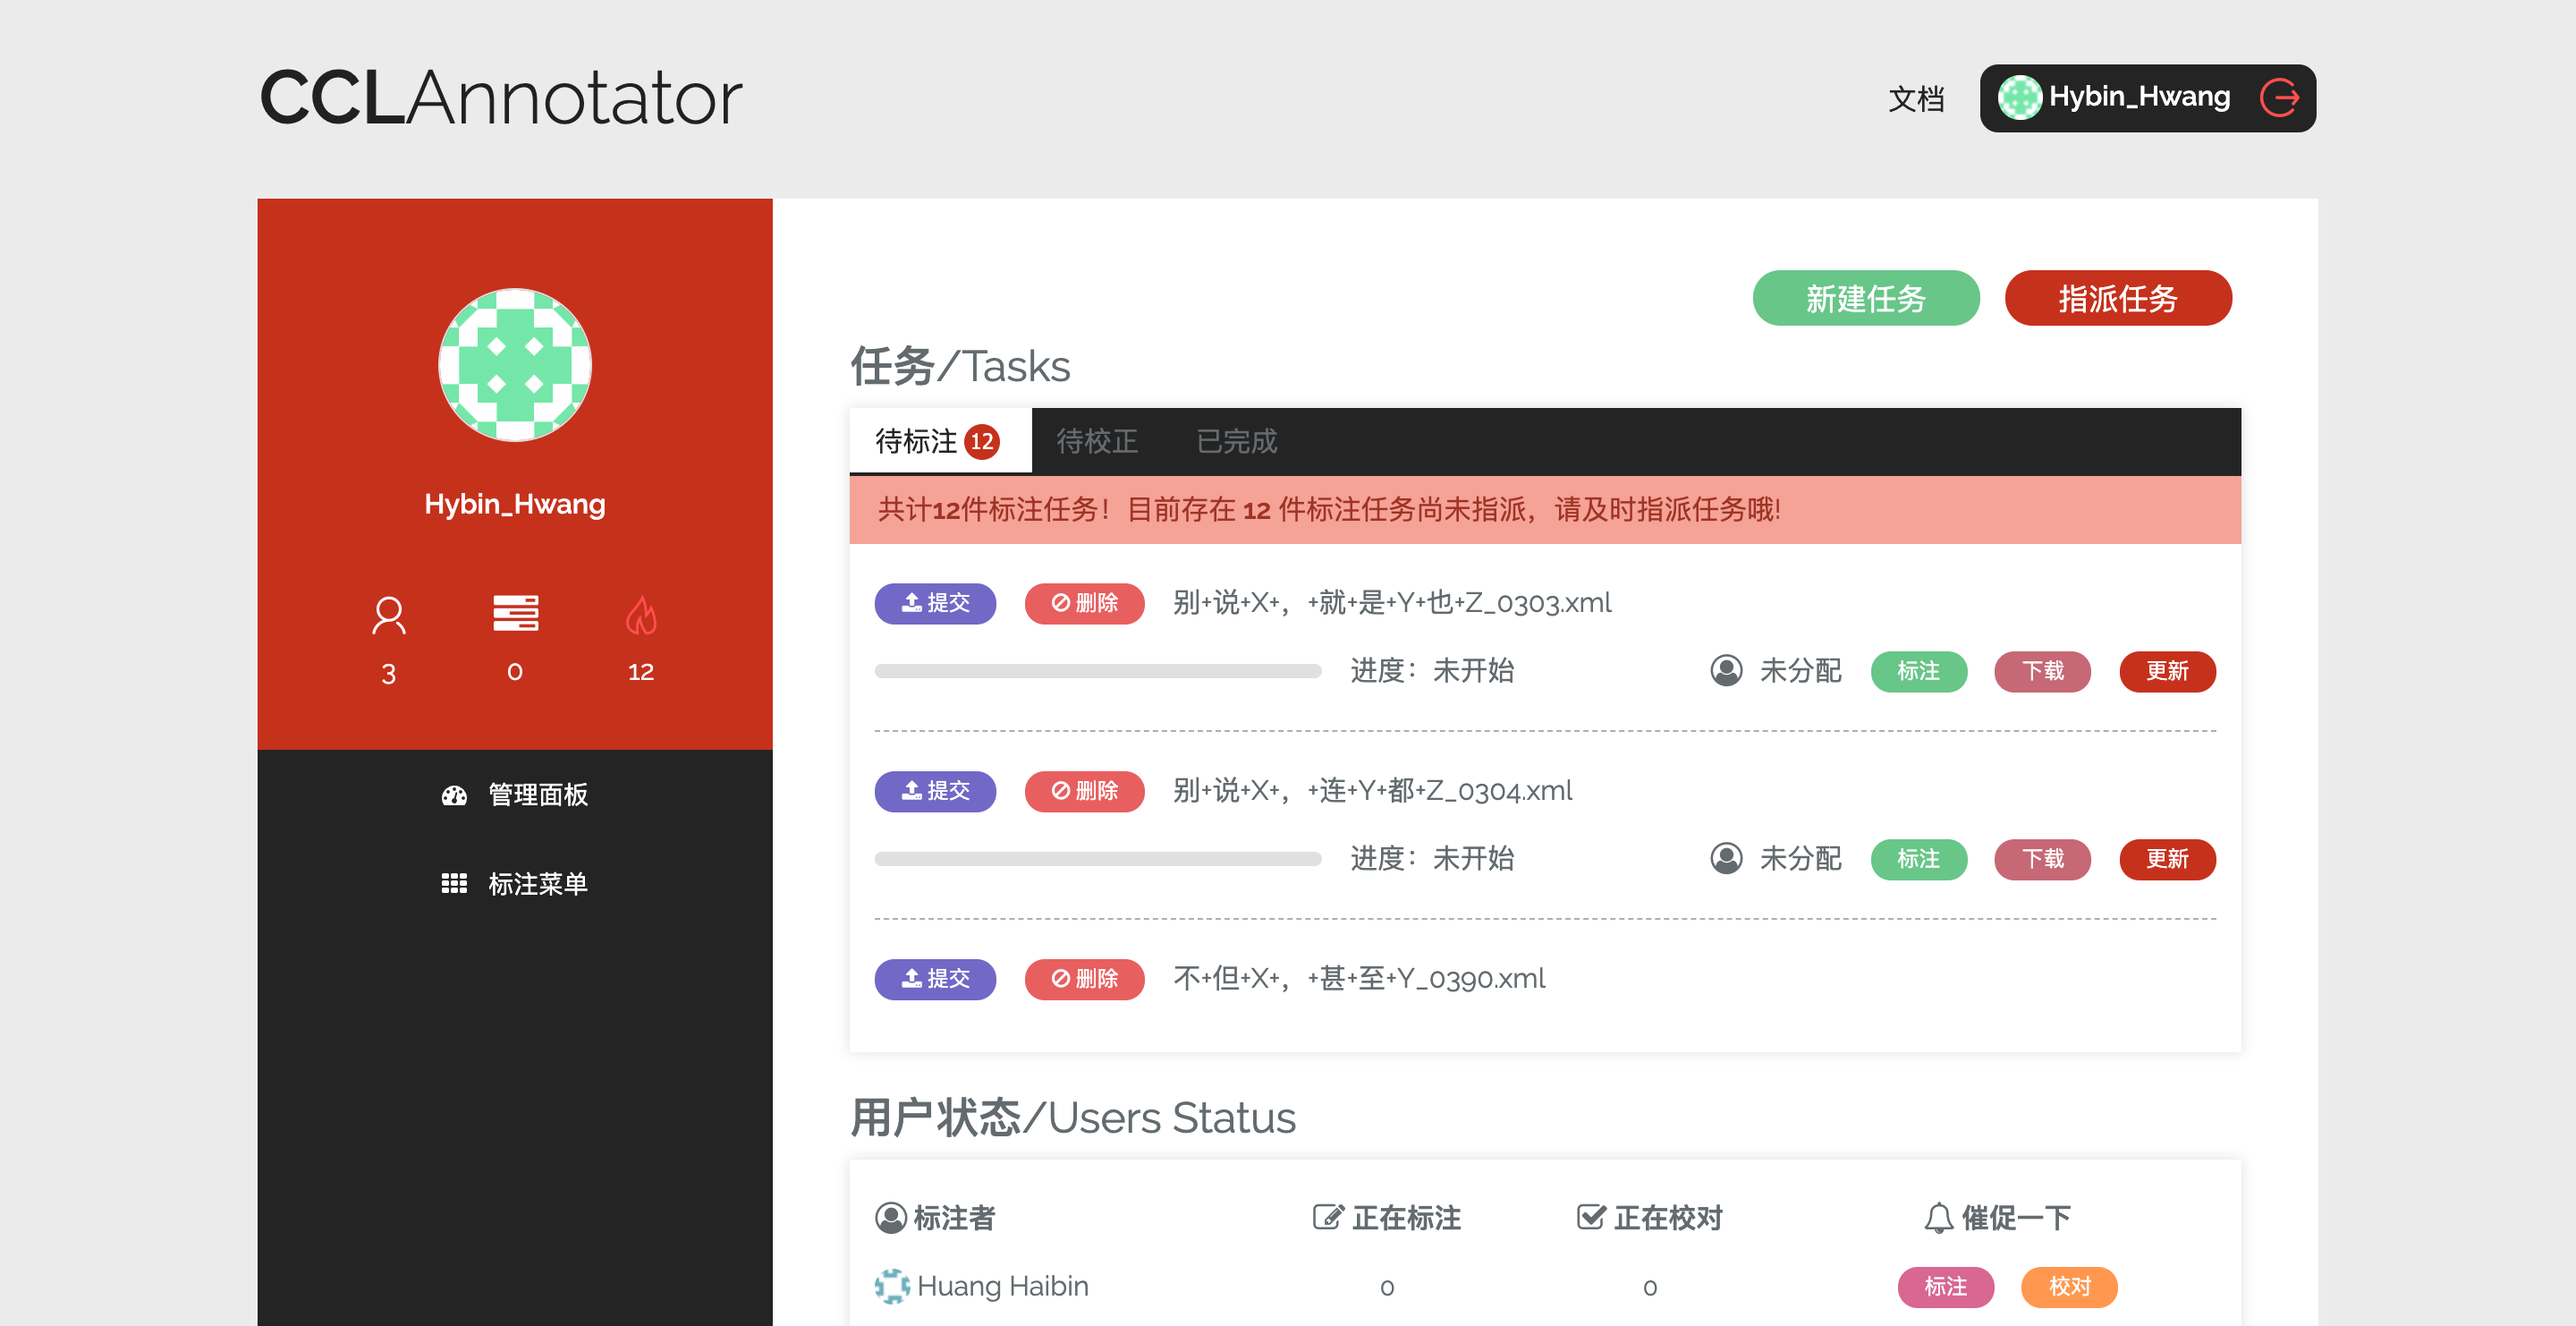 CCLAnnotator
文档 Hybin_Hwang
Hybin_Hwang
3 0 12
管理面板
标注菜单
新建任务 指派任务
任务/Tasks
待标注 12 待校正 已完成
共计12件标注任务！目前存在 12 件标注任务尚未指派，请及时指派任务哦!
提交 删除 别+说+X+，+就+是+Y+也+Z_0303.xml
进度：未开始 未分配 标注 下载 更新
提交 删除 别+说+X+，+连+Y+都+Z_0304.xml
进度：未开始 未分配 标注 下载 更新
提交 删除 不+但+X+，+甚+至+Y_0390.xml
用户状态/Users Status
标注者 正在标注 正在校对 催促一下
Huang Haibin 0 0 标注 校对